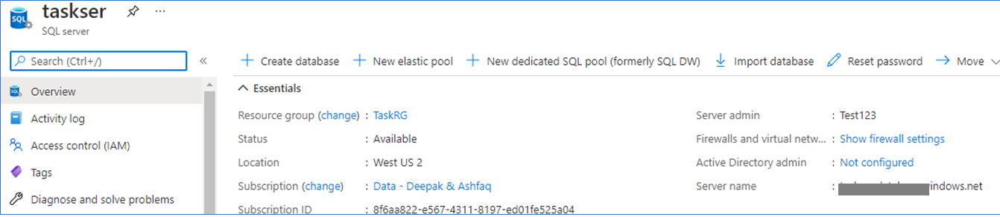 taskser
SQL server
Search (Ctrl+/)
Overview
Activity log
Access control (IAM)
Tags
Diagnose and solve problems
Create database New elastic pool New dedicated SQL pool (formerly SQL DW) Import database Reset password Move
Essentials
Resource group (change) : TaskRG
Status : Available
Location : West US 2
Subscription (change) : Data - Deepak & Ashfaq
Subscription ID : 8f6aa822-e567-4311-8197-ed01fe525a04
Server admin : Test123
Firewalls and virtual netw... : Show firewall settings
Active Directory admin : Not configured
Server name : indows.net